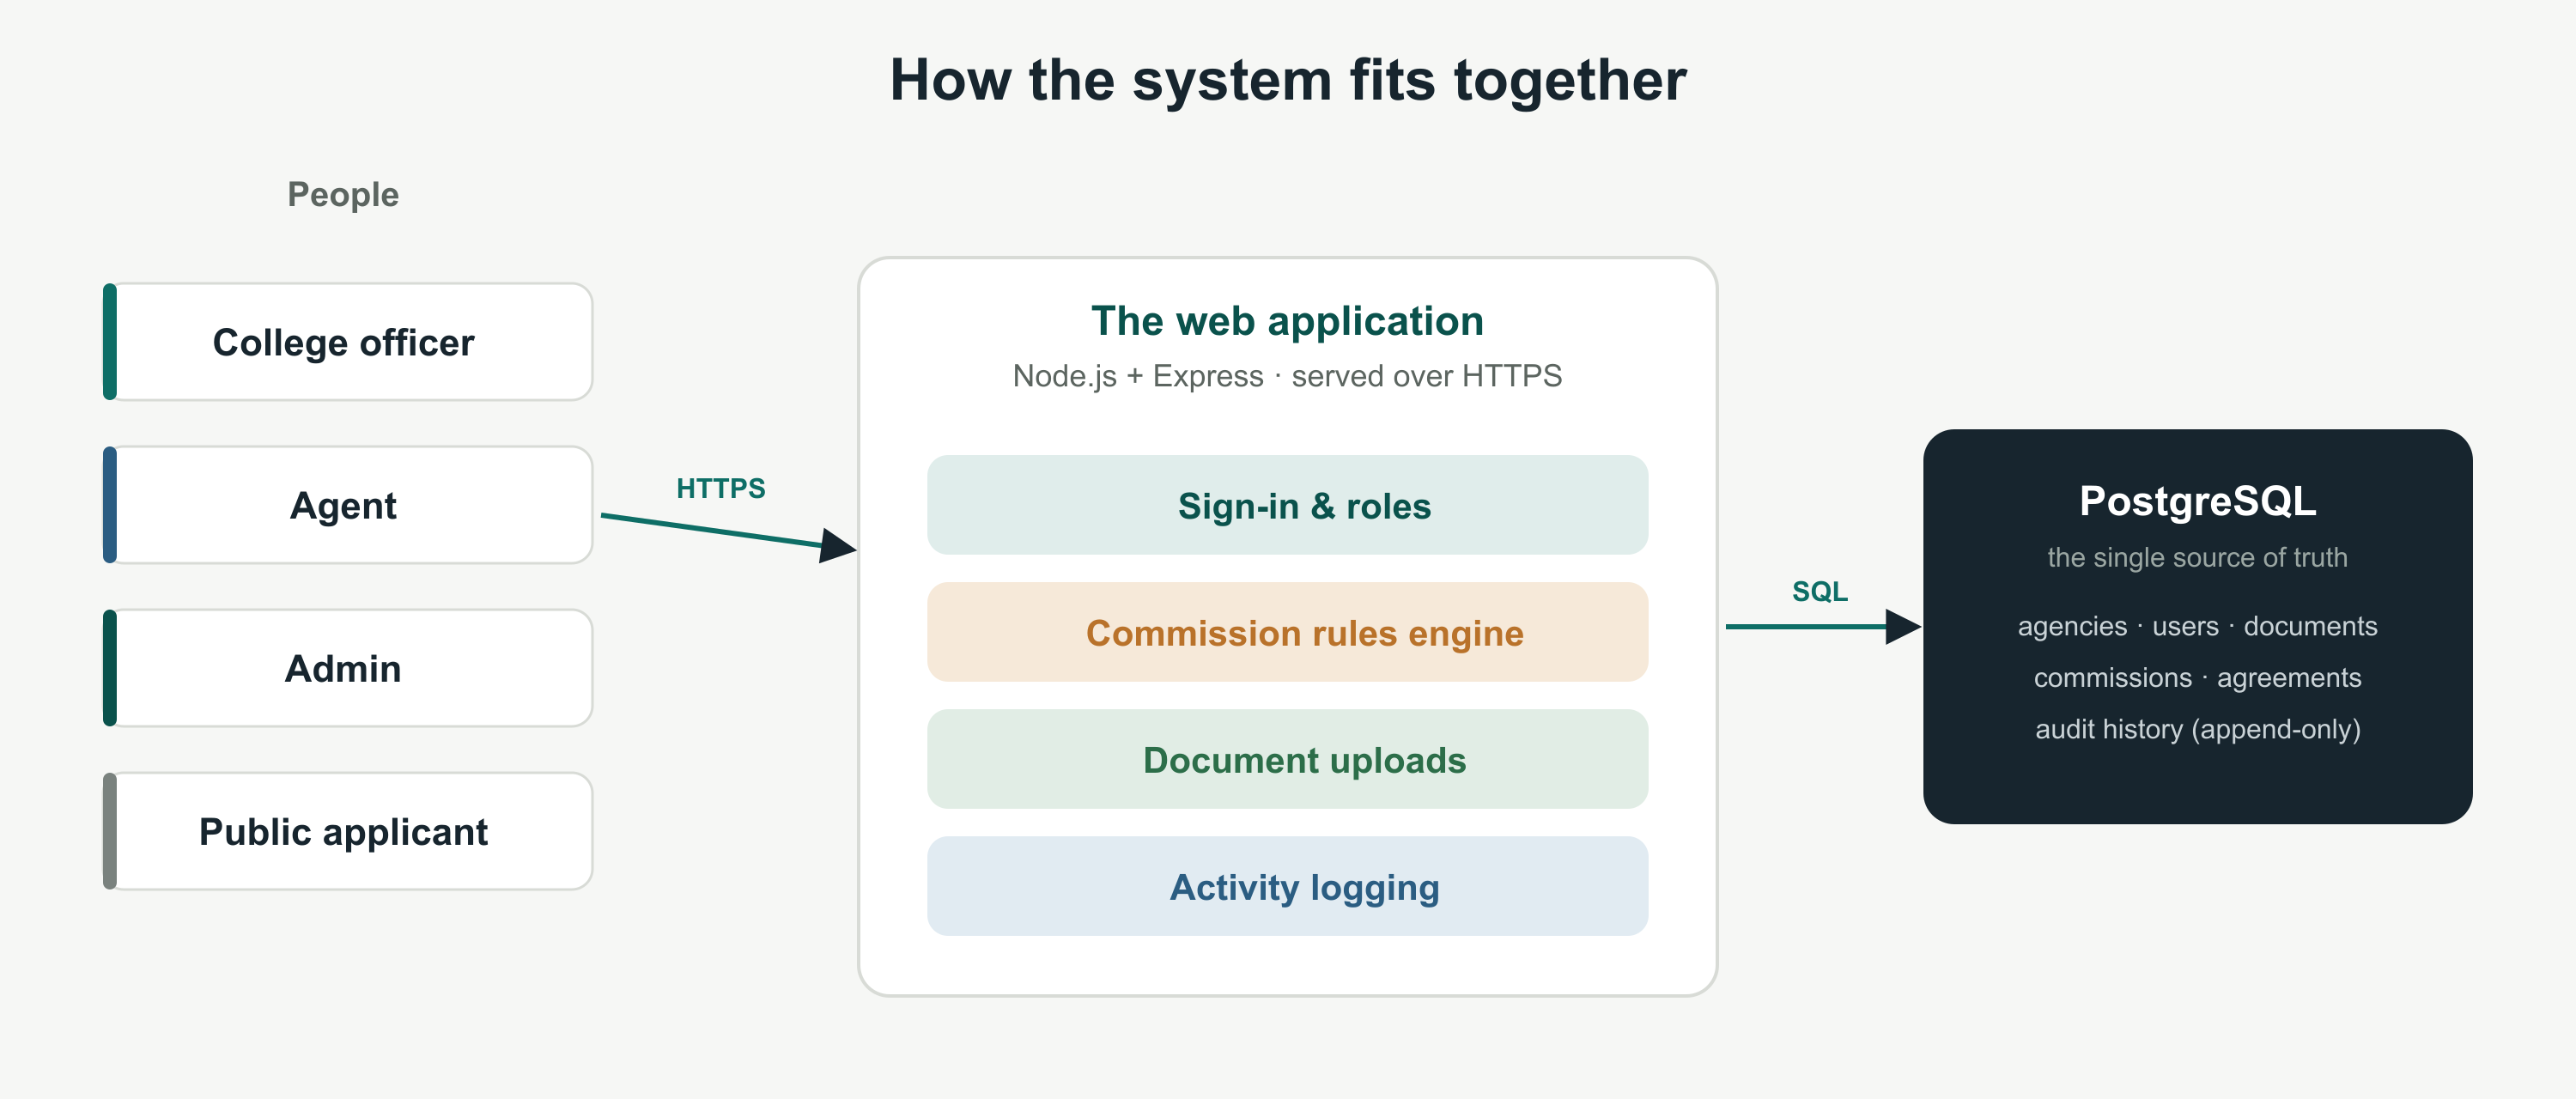 How the system fits together
People
College officer
Agent
Admin
Public applicant
HTTPS
The web application
Node.js + Express · served over HTTPS
Sign-in & roles
Commission rules engine
Document uploads
Activity logging
SQL
PostgreSQL
the single source of truth
agencies · users · documents
commissions · agreements
audit history (append-only)